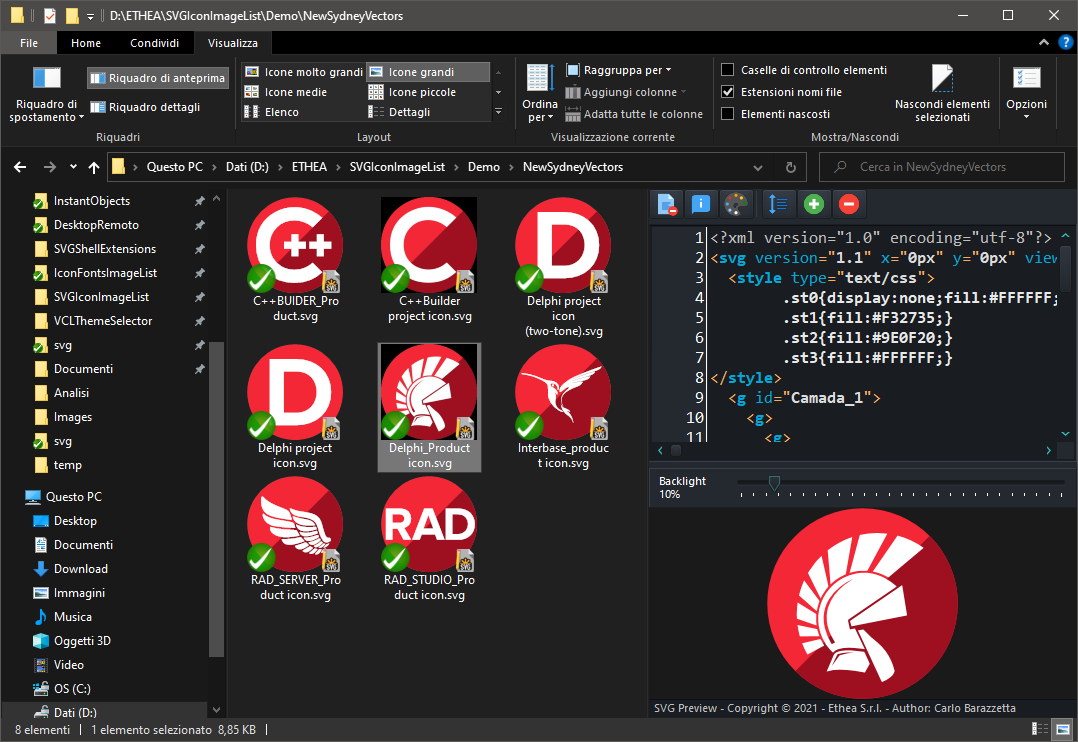 D:\ETHEA\SVGIconImageList\Demo\NewSydneyVectors
File Home Condividi Visualizza
Riquadro di spostamento
Riquadro di anteprima
Riquadro dettagli
Riquadri
Icone molto grandi Icone grandi
Icone medie Icone piccole
Elenco Dettagli
Layout
Ordina per
Raggruppa per
Aggiungi colonne
Adatta tutte le colonne
Visualizzazione corrente
Caselle di controllo elementi
Estensioni nomi file
Elementi nascosti
Nascondi elementi selezionati
Mostra/Nascondi
Opzioni
Questo PC Dati (D:) ETHEA SVGIconImageList Demo NewSydneyVectors
Cerca in NewSydneyVectors
InstantObjects
DesktopRemoto
SVGShellExtensions
IconFontsImageList
SVGIconImageList
VCLThemeSelector
svg
Documenti
Analisi
Images
svg
temp
Questo PC
Desktop
Documenti
Download
Immagini
Musica
Oggetti 3D
Video
OS (C:)
Dati (D:)
C++
C++BUIDER_Pro
duct.svg
C
C++Builder
project icon.svg
D
Delphi project
icon
(two-tone).svg
D
Delphi project
icon.svg
Delphi_Product
icon.svg
Interbase_produc
t icon.svg
RAD_SERVER_Pro
duct icon.svg
RAD
RAD_STUDIO_Pro
duct icon.svg
1 <?xml version="1.0" encoding="utf-8"?>
2 <svg version="1.1" x="0px" y="0px" view
3 <style type="text/css">
4 .st0{display:none;fill:#FFFFFF;
5 .st1{fill:#F32735;}
6 .st2{fill:#9E0F20;}
7 .st3{fill:#FFFFFF;}
8 </style>
9 <g id="Camada_1">
10 <g>
11 <g>
Backlight
10%
SVG Preview - Copyright © 2021 - Ethea S.r.l. - Author: Carlo Barazzetta
8 elementi 1 elemento selezionato 8,85 KB